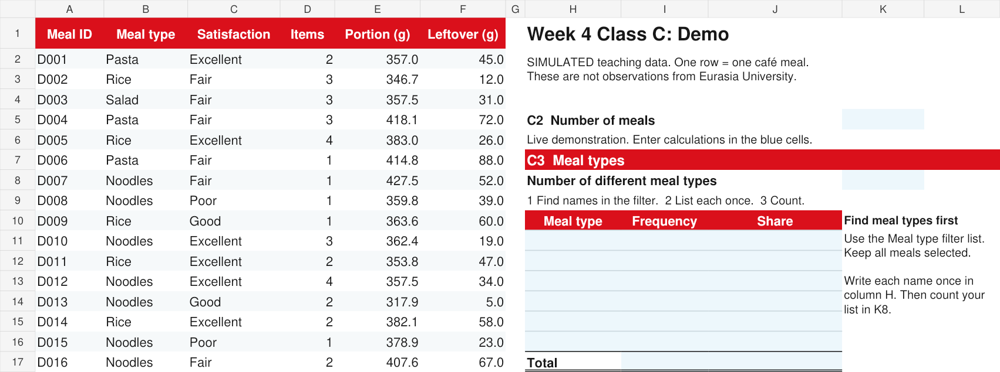 A B C D E F G H I J K L
1 Meal ID Meal type Satisfaction Items Portion (g) Leftover (g) Week 4 Class C: Demo
2 D001 Pasta Excellent 2 357.0 45.0 SIMULATED teaching data. One row = one café meal.
3 D002 Rice Fair 3 346.7 12.0 These are not observations from Eurasia University.
4 D003 Salad Fair 3 357.5 31.0
5 D004 Pasta Fair 3 418.1 72.0 C2 Number of meals
6 D005 Rice Excellent 4 383.0 26.0 Live demonstration. Enter calculations in the blue cells.
7 D006 Pasta Fair 1 414.8 88.0 C3 Meal types
8 D007 Noodles Fair 1 427.5 52.0 Number of different meal types
9 D008 Noodles Poor 1 359.8 39.0 1 Find names in the filter. 2 List each once. 3 Count.
10 D009 Rice Good 1 363.6 60.0 Meal type Frequency Share Find meal types first
11 D010 Noodles Excellent 3 362.4 19.0 Use the Meal type filter list.
Keep all meals selected.
12 D011 Rice Excellent 2 353.8 47.0
13 D012 Noodles Excellent 4 357.5 34.0 Write each name once in
14 D013 Noodles Good 2 317.9 5.0 column H. Then count your
list in K8.
15 D014 Rice Excellent 2 382.1 58.0
16 D015 Noodles Poor 1 378.9 23.0
17 D016 Noodles Fair 2 407.6 67.0 Total